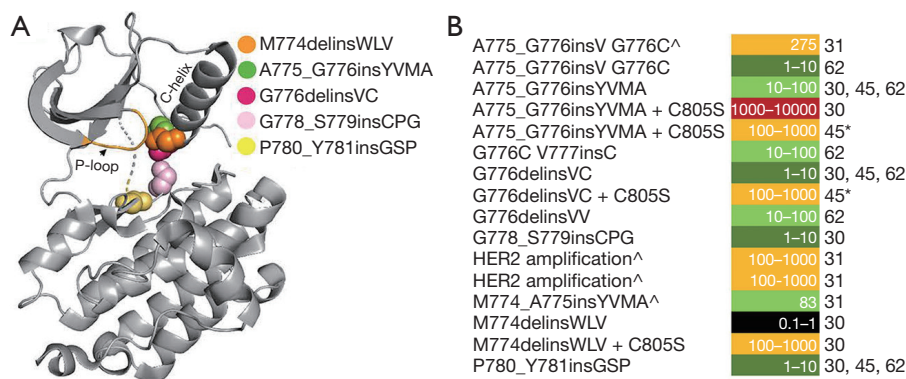 A
M774delinsWLV
A775_G776insYVMA
G776delinsVC
G778_S779insCPG
P780_Y781insGSP
C-helix
P-loop
B
A775_G776insV G776C^ 275 31
A775_G776insV G776C 1–10 62
A775_G776insYVMA 10–100 30, 45, 62
A775_G776insYVMA + C805S 1000–10000 30
A775_G776insYVMA + C805S 100–1000 45*
G776C V777insC 10–100 62
G776delinsVC 1–10 30, 45, 62
G776delinsVC + C805S 100–1000 45*
G776delinsVV 10–100 62
G778_S779insCPG 1–10 30
HER2 amplification^ 100–1000 31
HER2 amplification^ 100-1000 31
M774_A775insYVMA^ 83 31
M774delinsWLV 0.1–1 30
M774delinsWLV + C805S 100–1000 30
P780_Y781insGSP 1–10 30, 45, 62